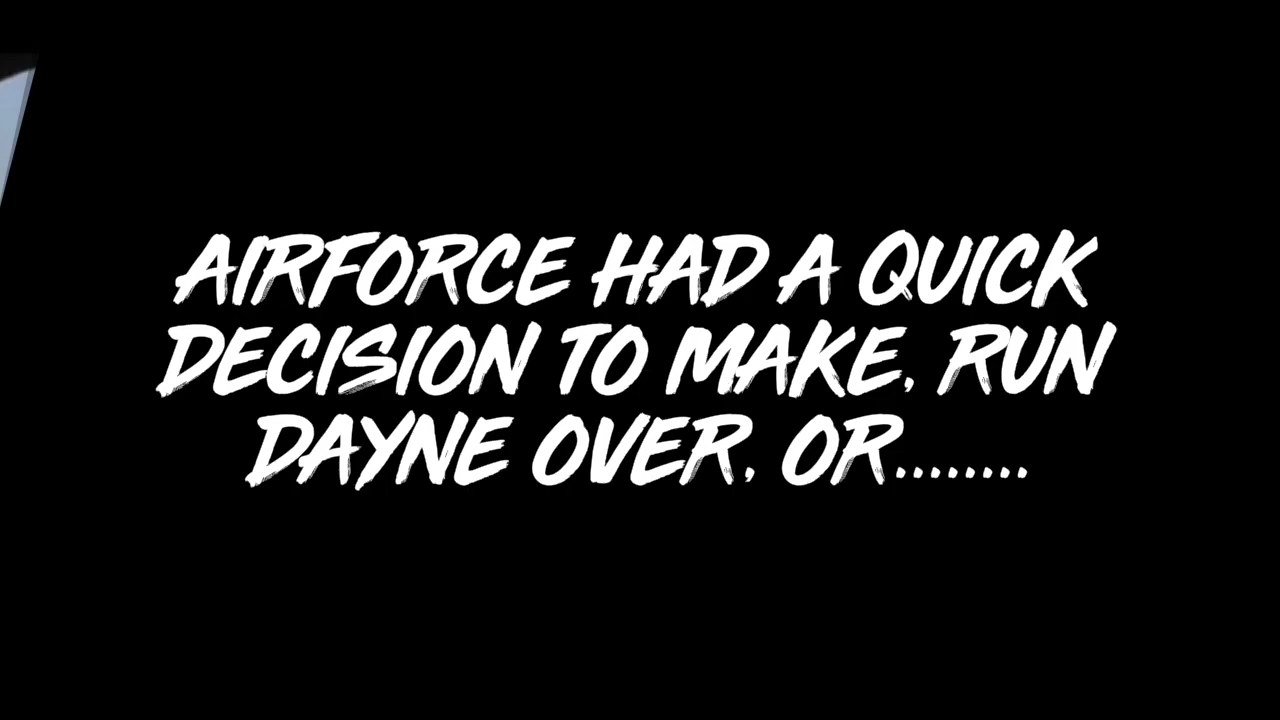 AIRFORCE HAD A QUICK
DECISION TO MAKE, RUN
DAYNE OVER, OR........